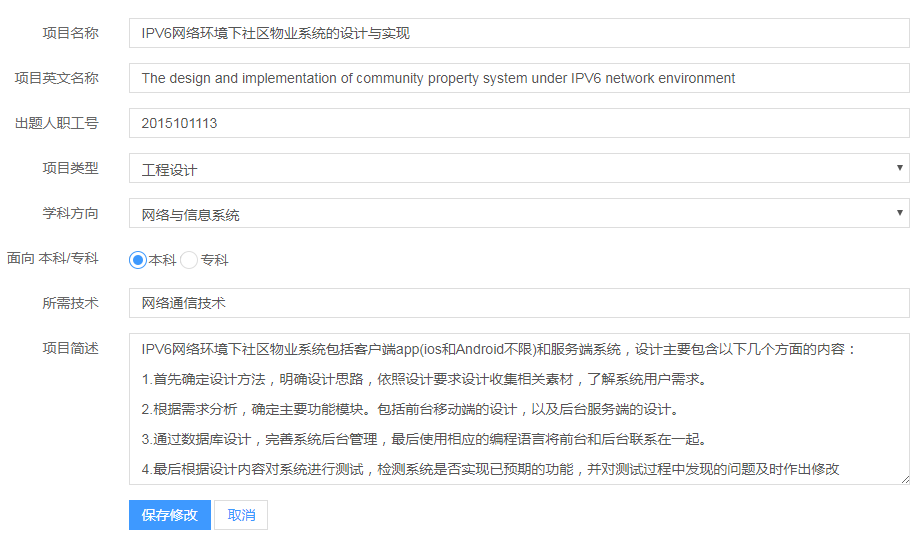 项目名称 IPV6网络环境下社区物业系统的设计与实现
项目英文名称 The design and implementation of community property system under IPV6 network environment
出题人职工号 2015101113
项目类型 工程设计
学科方向 网络与信息系统
面向 本科/专科 本科 专科
所需技术 网络通信技术
项目简述 IPV6网络环境下社区物业系统包括客户端app(ios和Android不限)和服务端系统，设计主要包含以下几个方面的内容：
1.首先确定设计方法，明确设计思路，依照设计要求设计收集相关素材，了解系统用户需求。
2.根据需求分析，确定主要功能模块。包括前台移动端的设计，以及后台服务端的设计。
3.通过数据库设计，完善系统后台管理，最后使用相应的编程语言将前台和后台联系在一起。
4.最后根据设计内容对系统进行测试，检测系统是否实现已预期的功能，并对测试过程中发现的问题及时作出修改
保存修改 取消